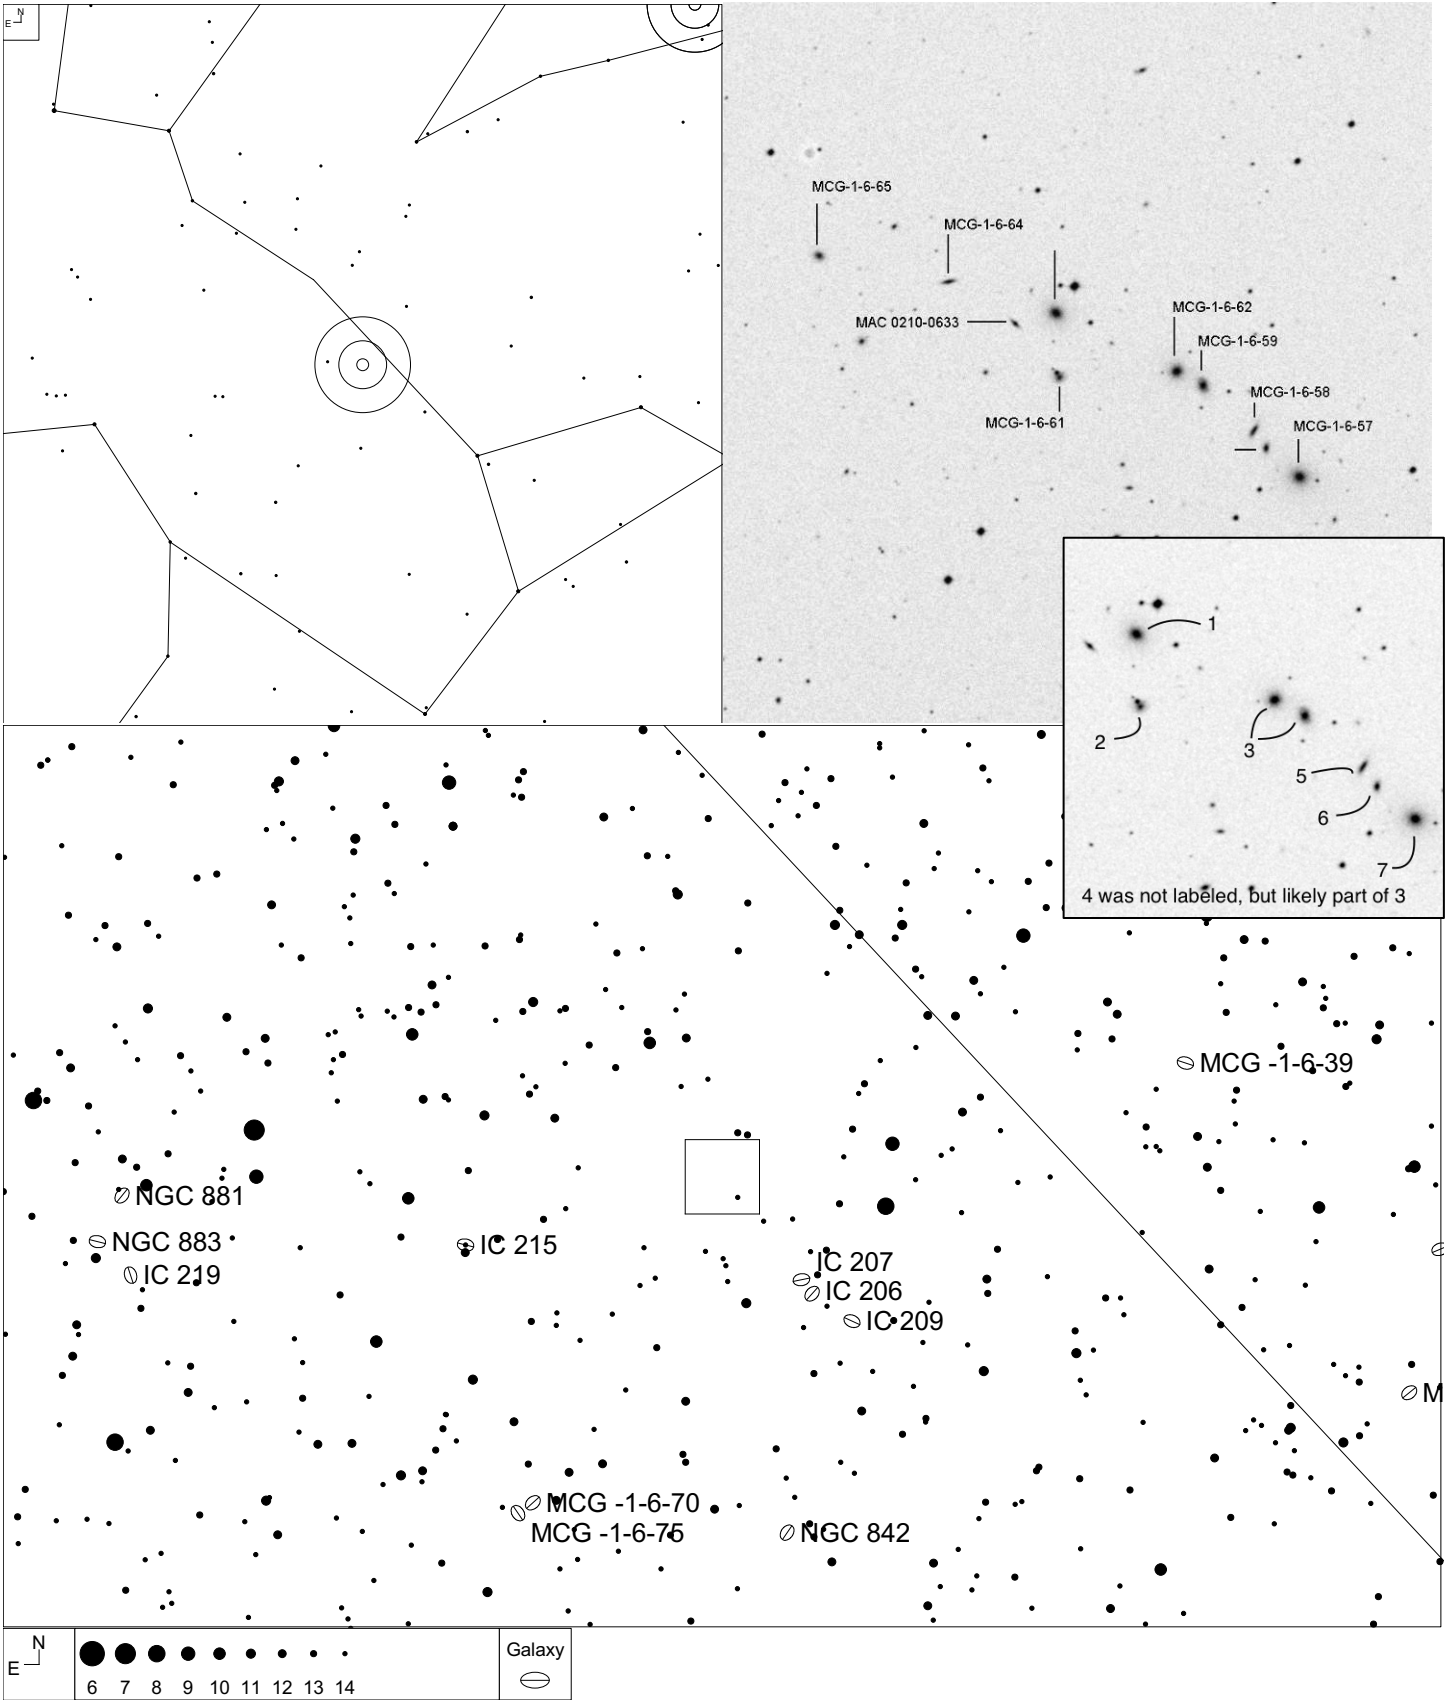 N
E
MCG-1-6-65
MCG-1-6-64
MAC 0210-0633
MCG-1-6-61
MCG-1-6-62
MCG-1-6-59
MCG-1-6-58
MCG-1-6-57
1
2
3
5
6
7
4 was not labeled, but likely part of 3
MCG -1-6-39
NGC 881
NGC 883
IC 219
IC 215
IC 207
IC 206
IC 209
M
MCG -1-6-70
MCG -1-6-75
NGC 842
N
E
6 7 8 9 10 11 12 13 14
Galaxy